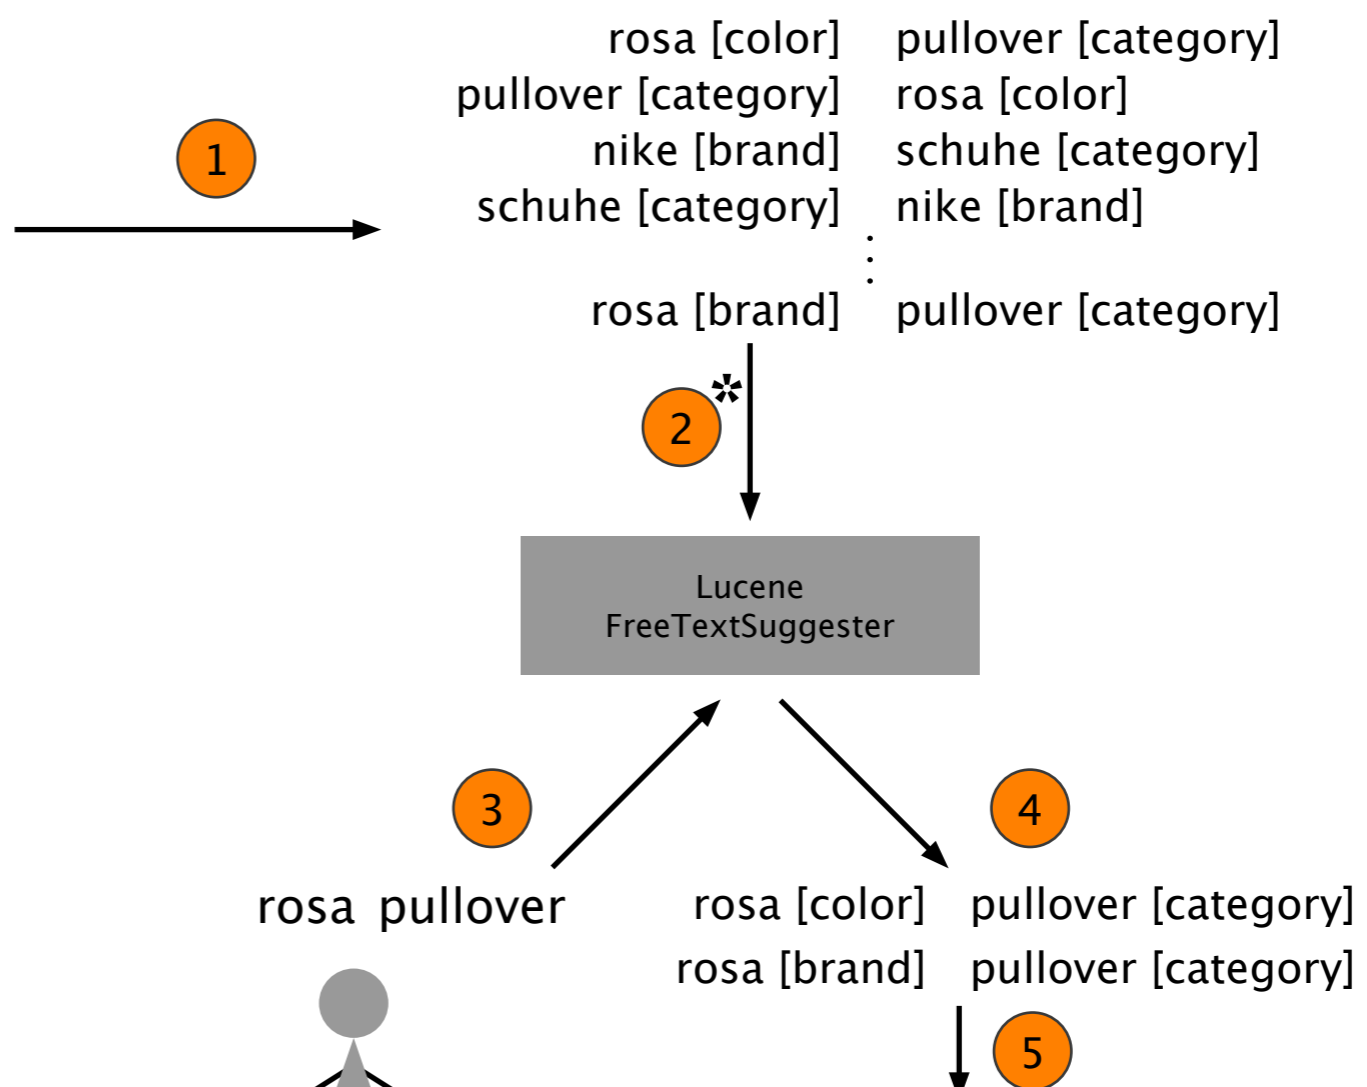 rosa [color] pullover [category]
pullover [category] rosa [color]
1
nike [brand] schuhe [category]
schuhe [category] nike [brand]
⋮
rosa [brand] pullover [category]
2*
Lucene
FreeTextSuggester
3
4
rosa pullover
rosa [color] pullover [category]
rosa [brand] pullover [category]
5